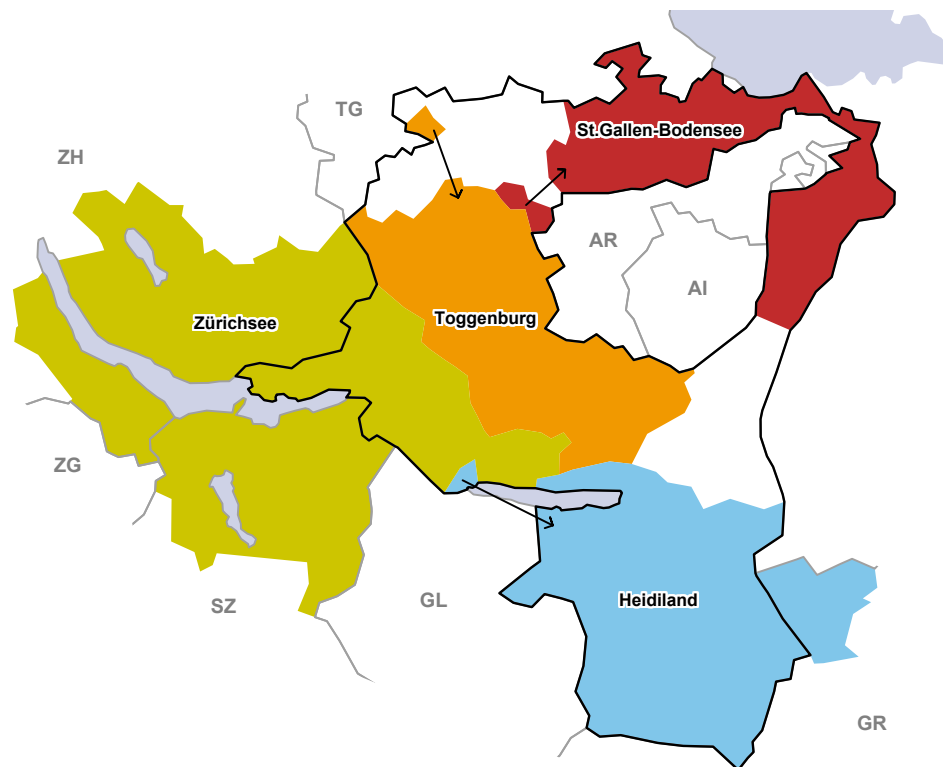 TG
St.Gallen-Bodensee
ZH
AR
AI
Zürichsee
Toggenburg
ZG
Heidiland
SZ
GL
GR